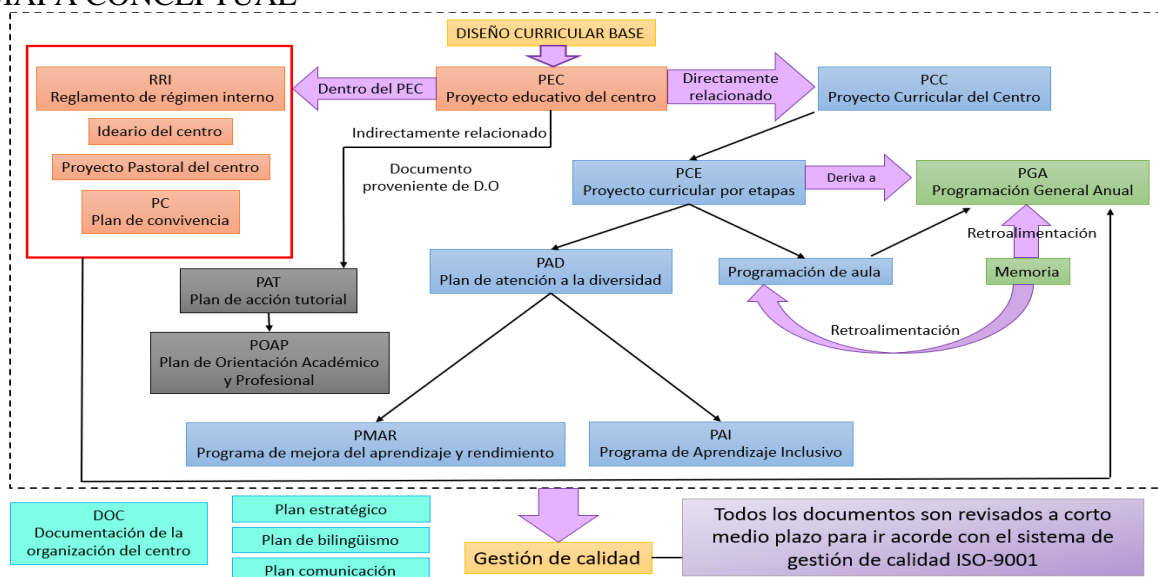 MAPA CONCEPTUAL
DISEÑO CURRICULAR BASE
RRI
Reglamento de régimen interno
Dentro del PEC
PEC
Proyecto educativo del centro
Directamente
relacionado
PCC
Proyecto Curricular del Centro
Ideario del centro
Proyecto Pastoral del centro
PC
Plan de convivencia
Indirectamente relacionado
Documento
proveniente de D.O
PCE
Proyecto curricular por etapas
Deriva a
PGA
Programación General Anual
Retroalimentación
PAD
Plan de atención a la diversidad
Programación de aula
Memoria
PAT
Plan de acción tutorial
Retroalimentación
POAP
Plan de Orientación Académico
y Profesional
PMAR
Programa de mejora del aprendizaje y rendimiento
PAI
Programa de Aprendizaje Inclusivo
DOC
Documentación de la
organización del centro
Plan estratégico
Plan de bilingüismo
Plan comunicación
Gestión de calidad
Todos los documentos son revisados a corto
medio plazo para ir acorde con el sistema de
gestión de calidad ISO-9001